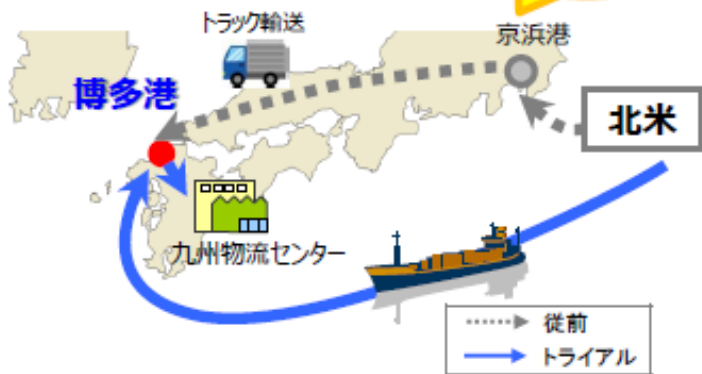 トラック輸送
京浜港
博多港
北米
九州物流センター
従前
トライアル